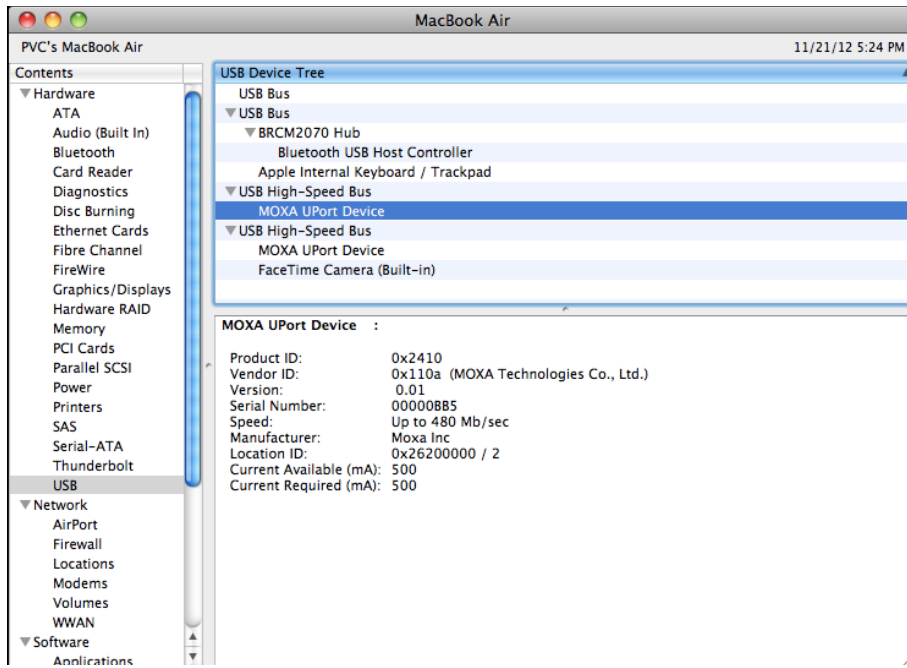 MacBook Air
PVC's MacBook Air
11/21/12 5:24 PM
Contents
Hardware
ATA
Audio (Built In)
Bluetooth
Card Reader
Diagnostics
Disc Burning
Ethernet Cards
Fibre Channel
FireWire
Graphics/Displays
Hardware RAID
Memory
PCI Cards
Parallel SCSI
Power
Printers
SAS
Serial-ATA
Thunderbolt
USB
Network
AirPort
Firewall
Locations
Modems
Volumes
WWAN
Software
Applications
USB Device Tree
USB Bus
USB Bus
BRCM2070 Hub
Bluetooth USB Host Controller
Apple Internal Keyboard / Trackpad
USB High-Speed Bus
MOXA UPort Device
USB High-Speed Bus
MOXA UPort Device
FaceTime Camera (Built-in)
MOXA UPort Device :
Product ID: 0x2410
Vendor ID: 0x110a (MOXA Technologies Co., Ltd.)
Version: 0.01
Serial Number: 00000BB5
Speed: Up to 480 Mb/sec
Manufacturer: Moxa Inc
Location ID: 0x26200000 / 2
Current Available (mA): 500
Current Required (mA): 500